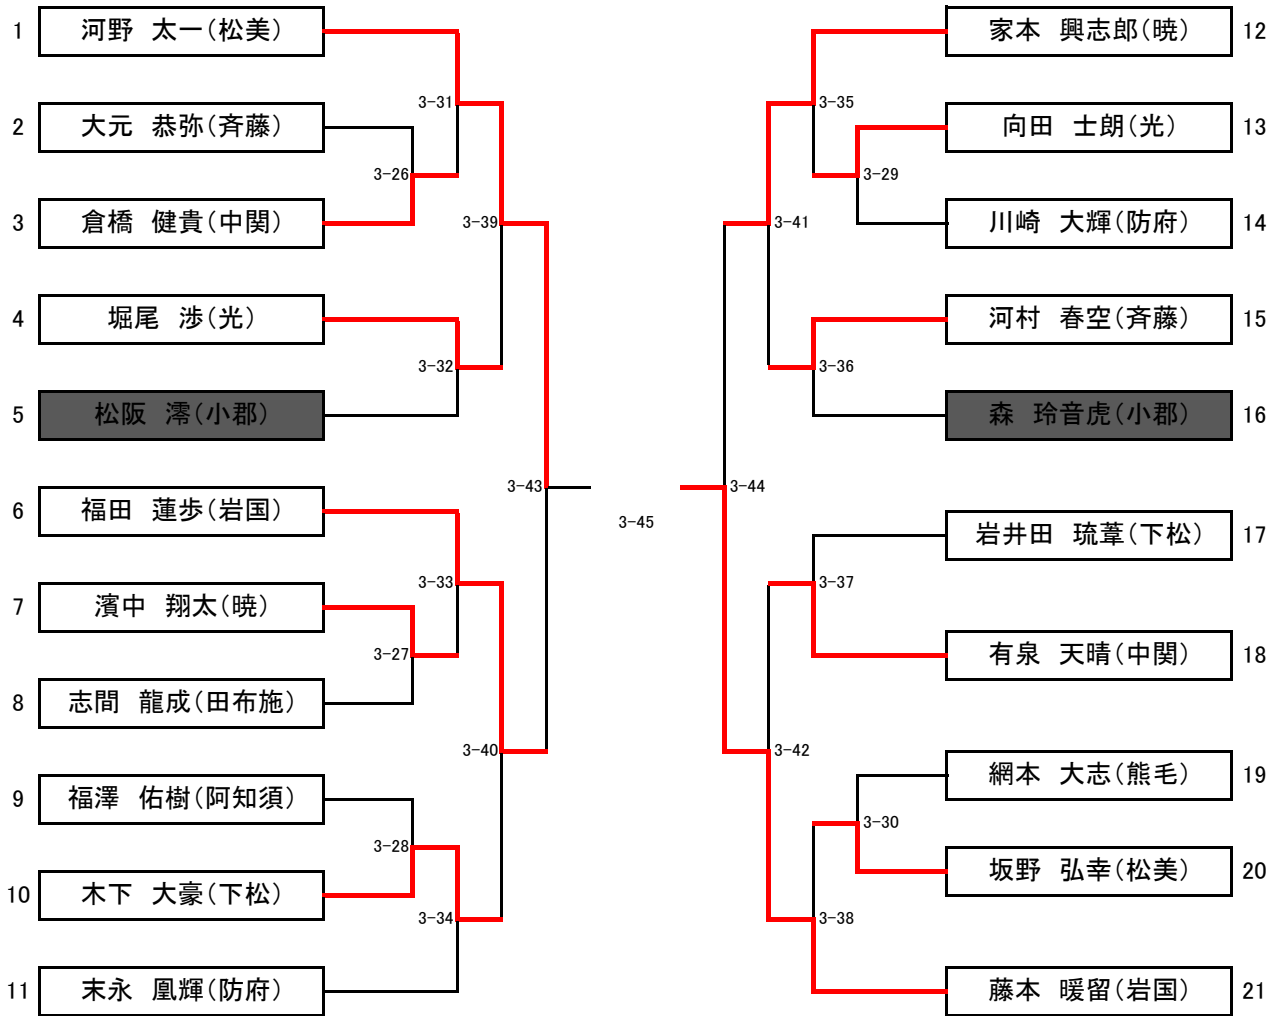 1 河野 太一(松美)
2 大元 恭弥(斉藤)
3 倉橋 健貴(中関)
4 堀尾 渉(光)
5 松阪 澪(小郡)
6 福田 蓮歩(岩国)
7 濱中 翔太(暁)
8 志間 龍成(田布施)
9 福澤 佑樹(阿知須)
10 木下 大豪(下松)
11 末永 凰輝(防府)
3-31
3-26
3-39
3-32
3-43
3-33
3-27
3-40
3-28
3-34
3-45
3-35
3-29
3-41
3-36
3-44
3-37
3-42
3-30
3-38
家本 興志郎(暁) 12
向田 士朗(光) 13
川崎 大輝(防府) 14
河村 春空(斉藤) 15
森 玲音虎(小郡) 16
岩井田 琉葦(下松) 17
有泉 天晴(中関) 18
網本 大志(熊毛) 19
坂野 弘幸(松美) 20
藤本 暖留(岩国) 21